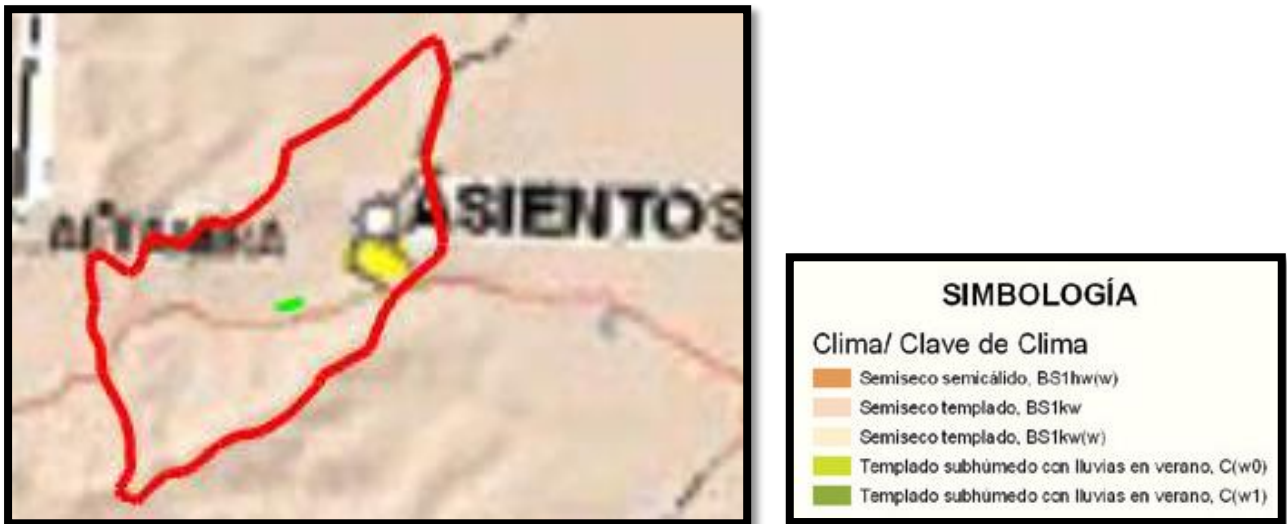 ALTAMIRA
ASIENTOS
SIMBOLOGÍA
Clima/ Clave de Clima
Semiseco semicálido, BS1hw(w)
Semiseco templado, BS1kw
Semiseco templado, BS1kw(w)
Templado subhúmedo con lluvias en verano, C(w0)
Templado subhúmedo con lluvias en verano, C(w1)